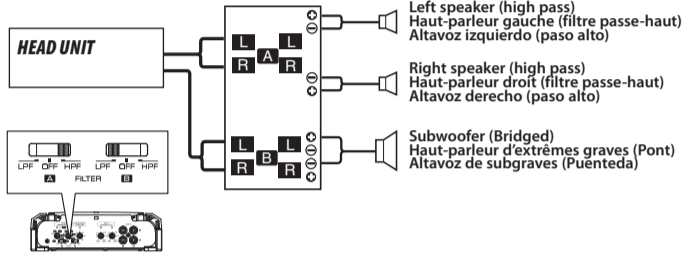 Left speaker (high pass)
Haut-parleur gauche (filtre passe-haut)
Altavoz izquierdo (paso alto)
HEAD UNIT
L L
A
R R
Right speaker (high pass)
Haut-parleur droit (filtre passe-haut)
Altavoz derecho (paso alto)
Subwoofer (Bridged)
Haut-parleur d'extrêmes graves (Pont)
Altavoz de subgraves (Puenteda)
L L
B
R R
LPF OFF HPF LPF OFF HPF
A FILTER B